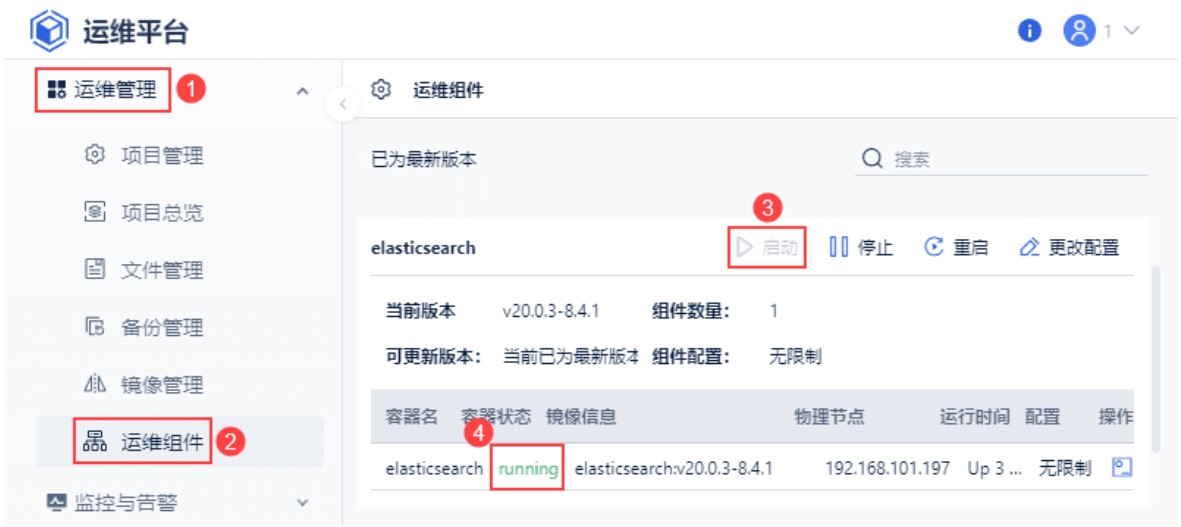 运维平台
1
运维管理 1
运维组件
项目管理
已为最新版本
搜索
项目总览
3
elasticsearch
启动 停止 重启 更改配置
文件管理
当前版本 v20.0.3-8.4.1 组件数量: 1
备份管理
可更新版本: 当前已为最新版本 组件配置: 无限制
镜像管理
容器名 容器状态 镜像信息 物理节点 运行时间 配置 操作
4
运维组件 2
elasticsearch running elasticsearch:v20.0.3-8.4.1 192.168.101.197 Up 3 ... 无限制
监控与告警